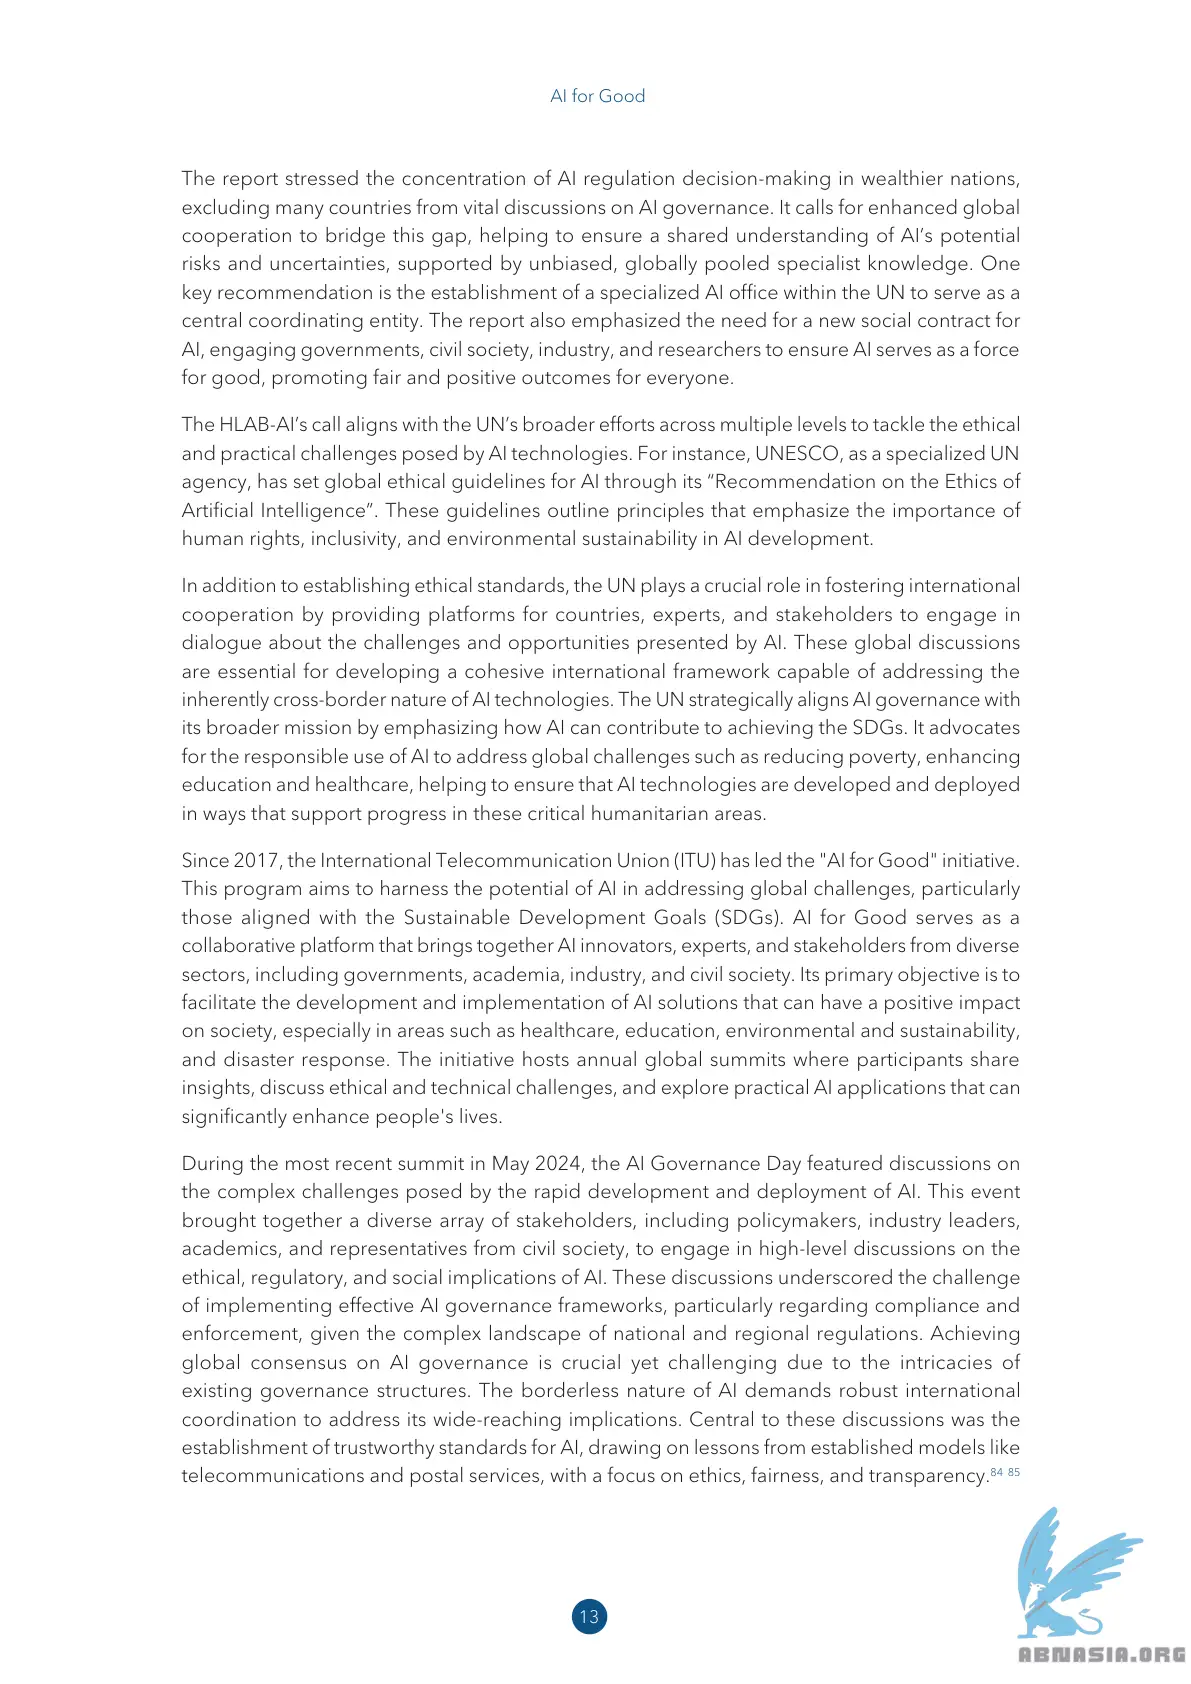 AI for Good
The report stressed the concentration of AI regulation decision-making in wealthier nations,
excluding many countries from vital discussions on AI governance. It calls for enhanced global
cooperation to bridge this gap, helping to ensure a shared understanding of AI’s potential
risks and uncertainties, supported by unbiased, globally pooled specialist knowledge. One
key recommendation is the establishment of a specialized AI office within the UN to serve as a
central coordinating entity. The report also emphasized the need for a new social contract for
AI, engaging governments, civil society, industry, and researchers to ensure AI serves as a force
for good, promoting fair and positive outcomes for everyone.
The HLAB-AI’s call aligns with the UN’s broader efforts across multiple levels to tackle the ethical
and practical challenges posed by AI technologies. For instance, UNESCO, as a specialized UN
agency, has set global ethical guidelines for AI through its “Recommendation on the Ethics of
Artificial Intelligence”. These guidelines outline principles that emphasize the importance of
human rights, inclusivity, and environmental sustainability in AI development.
In addition to establishing ethical standards, the UN plays a crucial role in fostering international
cooperation by providing platforms for countries, experts, and stakeholders to engage in
dialogue about the challenges and opportunities presented by AI. These global discussions
are essential for developing a cohesive international framework capable of addressing the
inherently cross-border nature of AI technologies. The UN strategically aligns AI governance with
its broader mission by emphasizing how AI can contribute to achieving the SDGs. It advocates
for the responsible use of AI to address global challenges such as reducing poverty, enhancing
education and healthcare, helping to ensure that AI technologies are developed and deployed
in ways that support progress in these critical humanitarian areas.
Since 2017, the International Telecommunication Union (ITU) has led the "AI for Good" initiative.
This program aims to harness the potential of AI in addressing global challenges, particularly
those aligned with the Sustainable Development Goals (SDGs). AI for Good serves as a
collaborative platform that brings together AI innovators, experts, and stakeholders from diverse
sectors, including governments, academia, industry, and civil society. Its primary objective is to
facilitate the development and implementation of AI solutions that can have a positive impact
on society, especially in areas such as healthcare, education, environmental and sustainability,
and disaster response. The initiative hosts annual global summits where participants share
insights, discuss ethical and technical challenges, and explore practical AI applications that can
significantly enhance people's lives.
During the most recent summit in May 2024, the AI Governance Day featured discussions on
the complex challenges posed by the rapid development and deployment of AI. This event
brought together a diverse array of stakeholders, including policymakers, industry leaders,
academics, and representatives from civil society, to engage in high-level discussions on the
ethical, regulatory, and social implications of AI. These discussions underscored the challenge
of implementing effective AI governance frameworks, particularly regarding compliance and
enforcement, given the complex landscape of national and regional regulations. Achieving
global consensus on AI governance is crucial yet challenging due to the intricacies of
existing governance structures. The borderless nature of AI demands robust international
coordination to address its wide-reaching implications. Central to these discussions was the
establishment of trustworthy standards for AI, drawing on lessons from established models like
telecommunications and postal services, with a focus on ethics, fairness, and transparency.84 85
13
ABNASIA.ORG